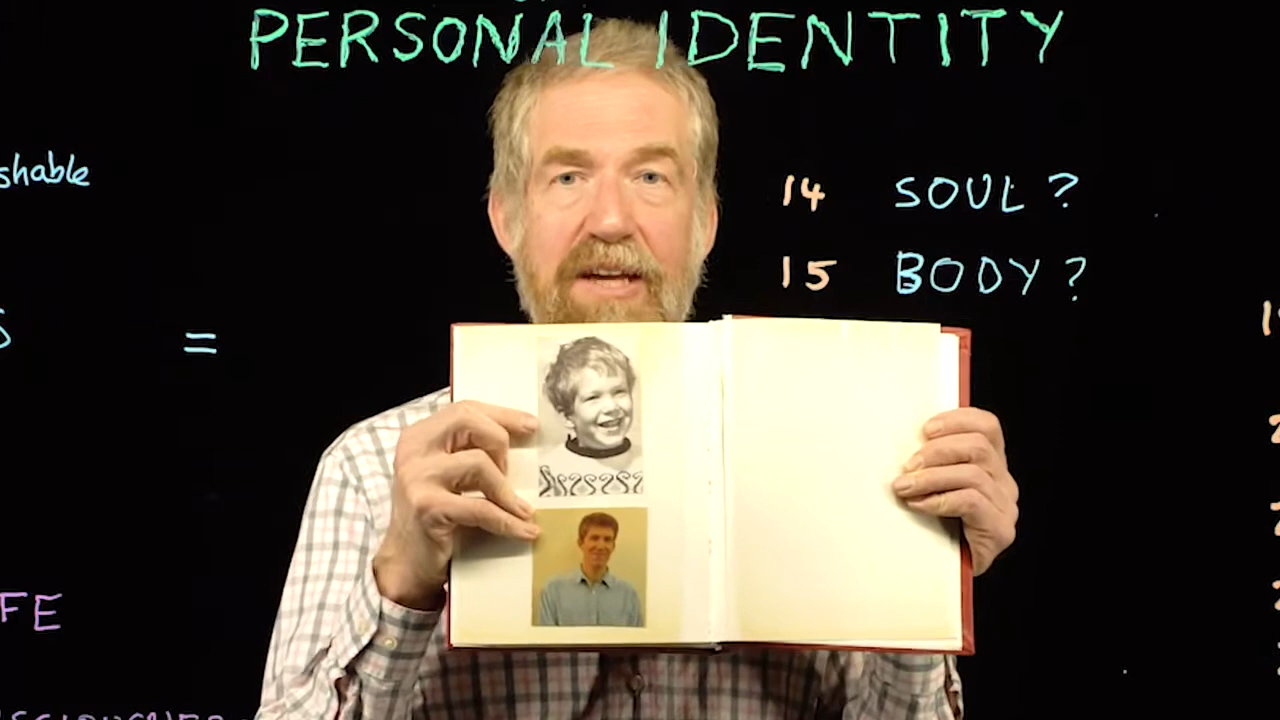 PERSONAL IDENTITY
shable
14 SOUL?
15 BODY?
=
FE